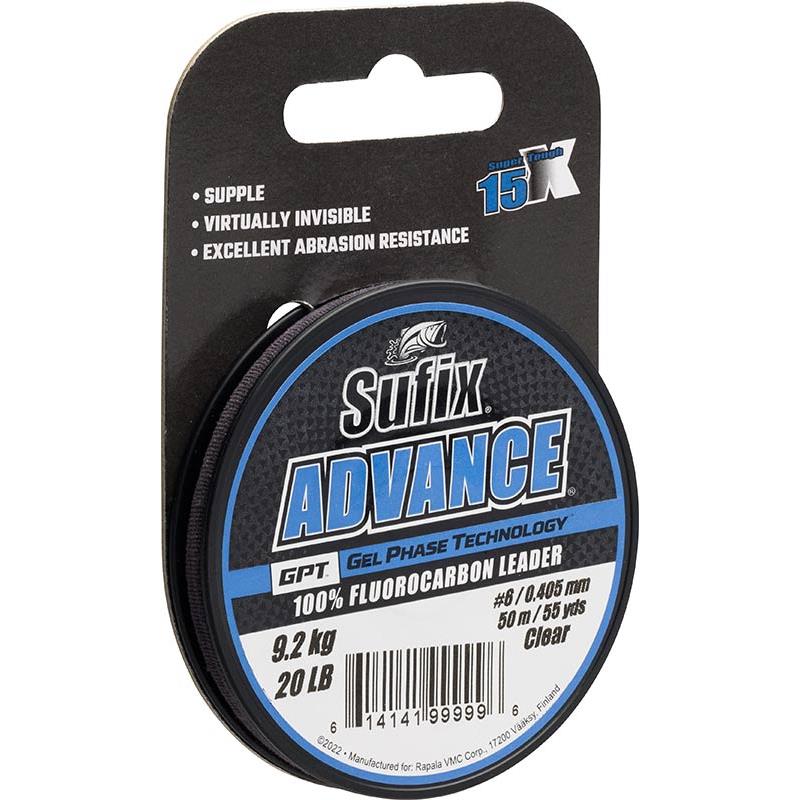 Super Tough
15X
• SUPPLE
• VIRTUALLY INVISIBLE
• EXCELLENT ABRASION RESISTANCE
Sufix®
ADVANCE®
GPT™ GEL PHASE TECHNOLOGY™
100% FLUOROCARBON LEADER
#6 / 0.405 mm
50 m / 55 yds
Clear
9.2 kg
20 LB
6 14141 99999 6
©2022 • Manufactured for: Rapala VMC Corp., 17200 Vääksy, Finland